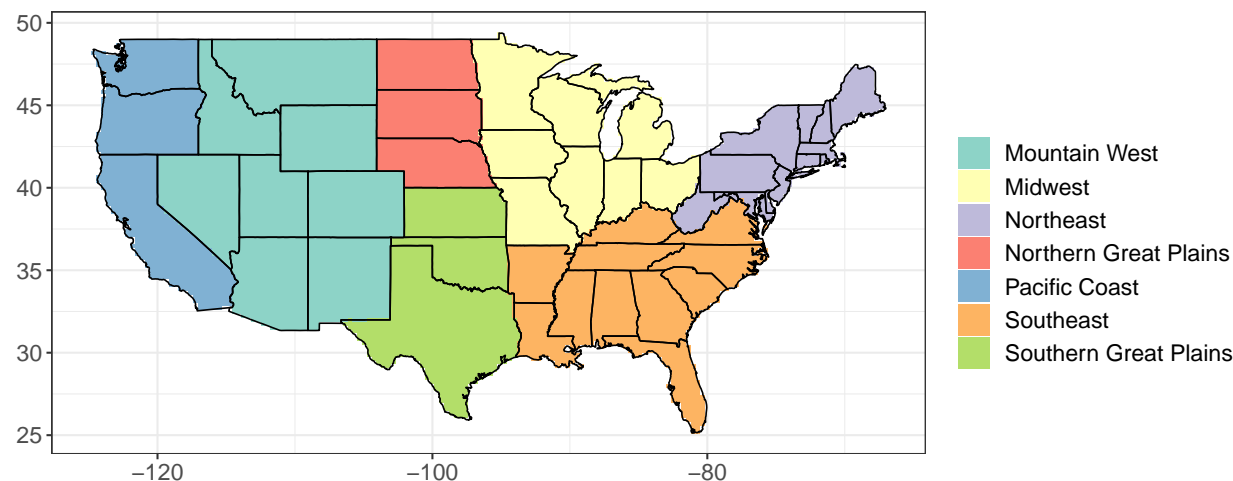 50
45
40
35
30
25
−120
−100
−80
Mountain West
Midwest
Northeast
Northern Great Plains
Pacific Coast
Southeast
Southern Great Plains